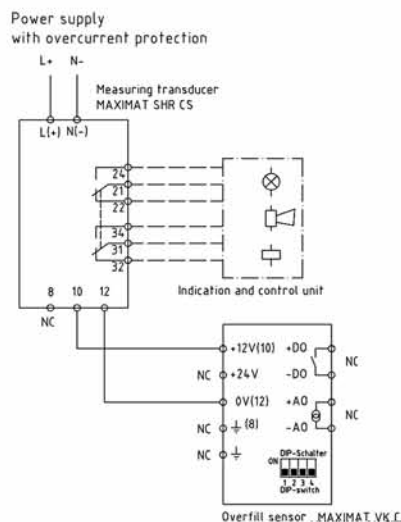 Power supply
with overcurrent protection
L+ N-
Measuring transducer
MAXIMAT SHR CS
L(+) N(-)
24
21
22
34
31
32
8 10 12
NC
Indication and control unit
+12V(10) +DO
NC
NC +24V -DO
0V(12) +AO
NC
NC (8) -AO
NC
DIP-Schalter
ON
1 2 3 4
DIP-switch
Overfill sensor MAXIMAT VK C